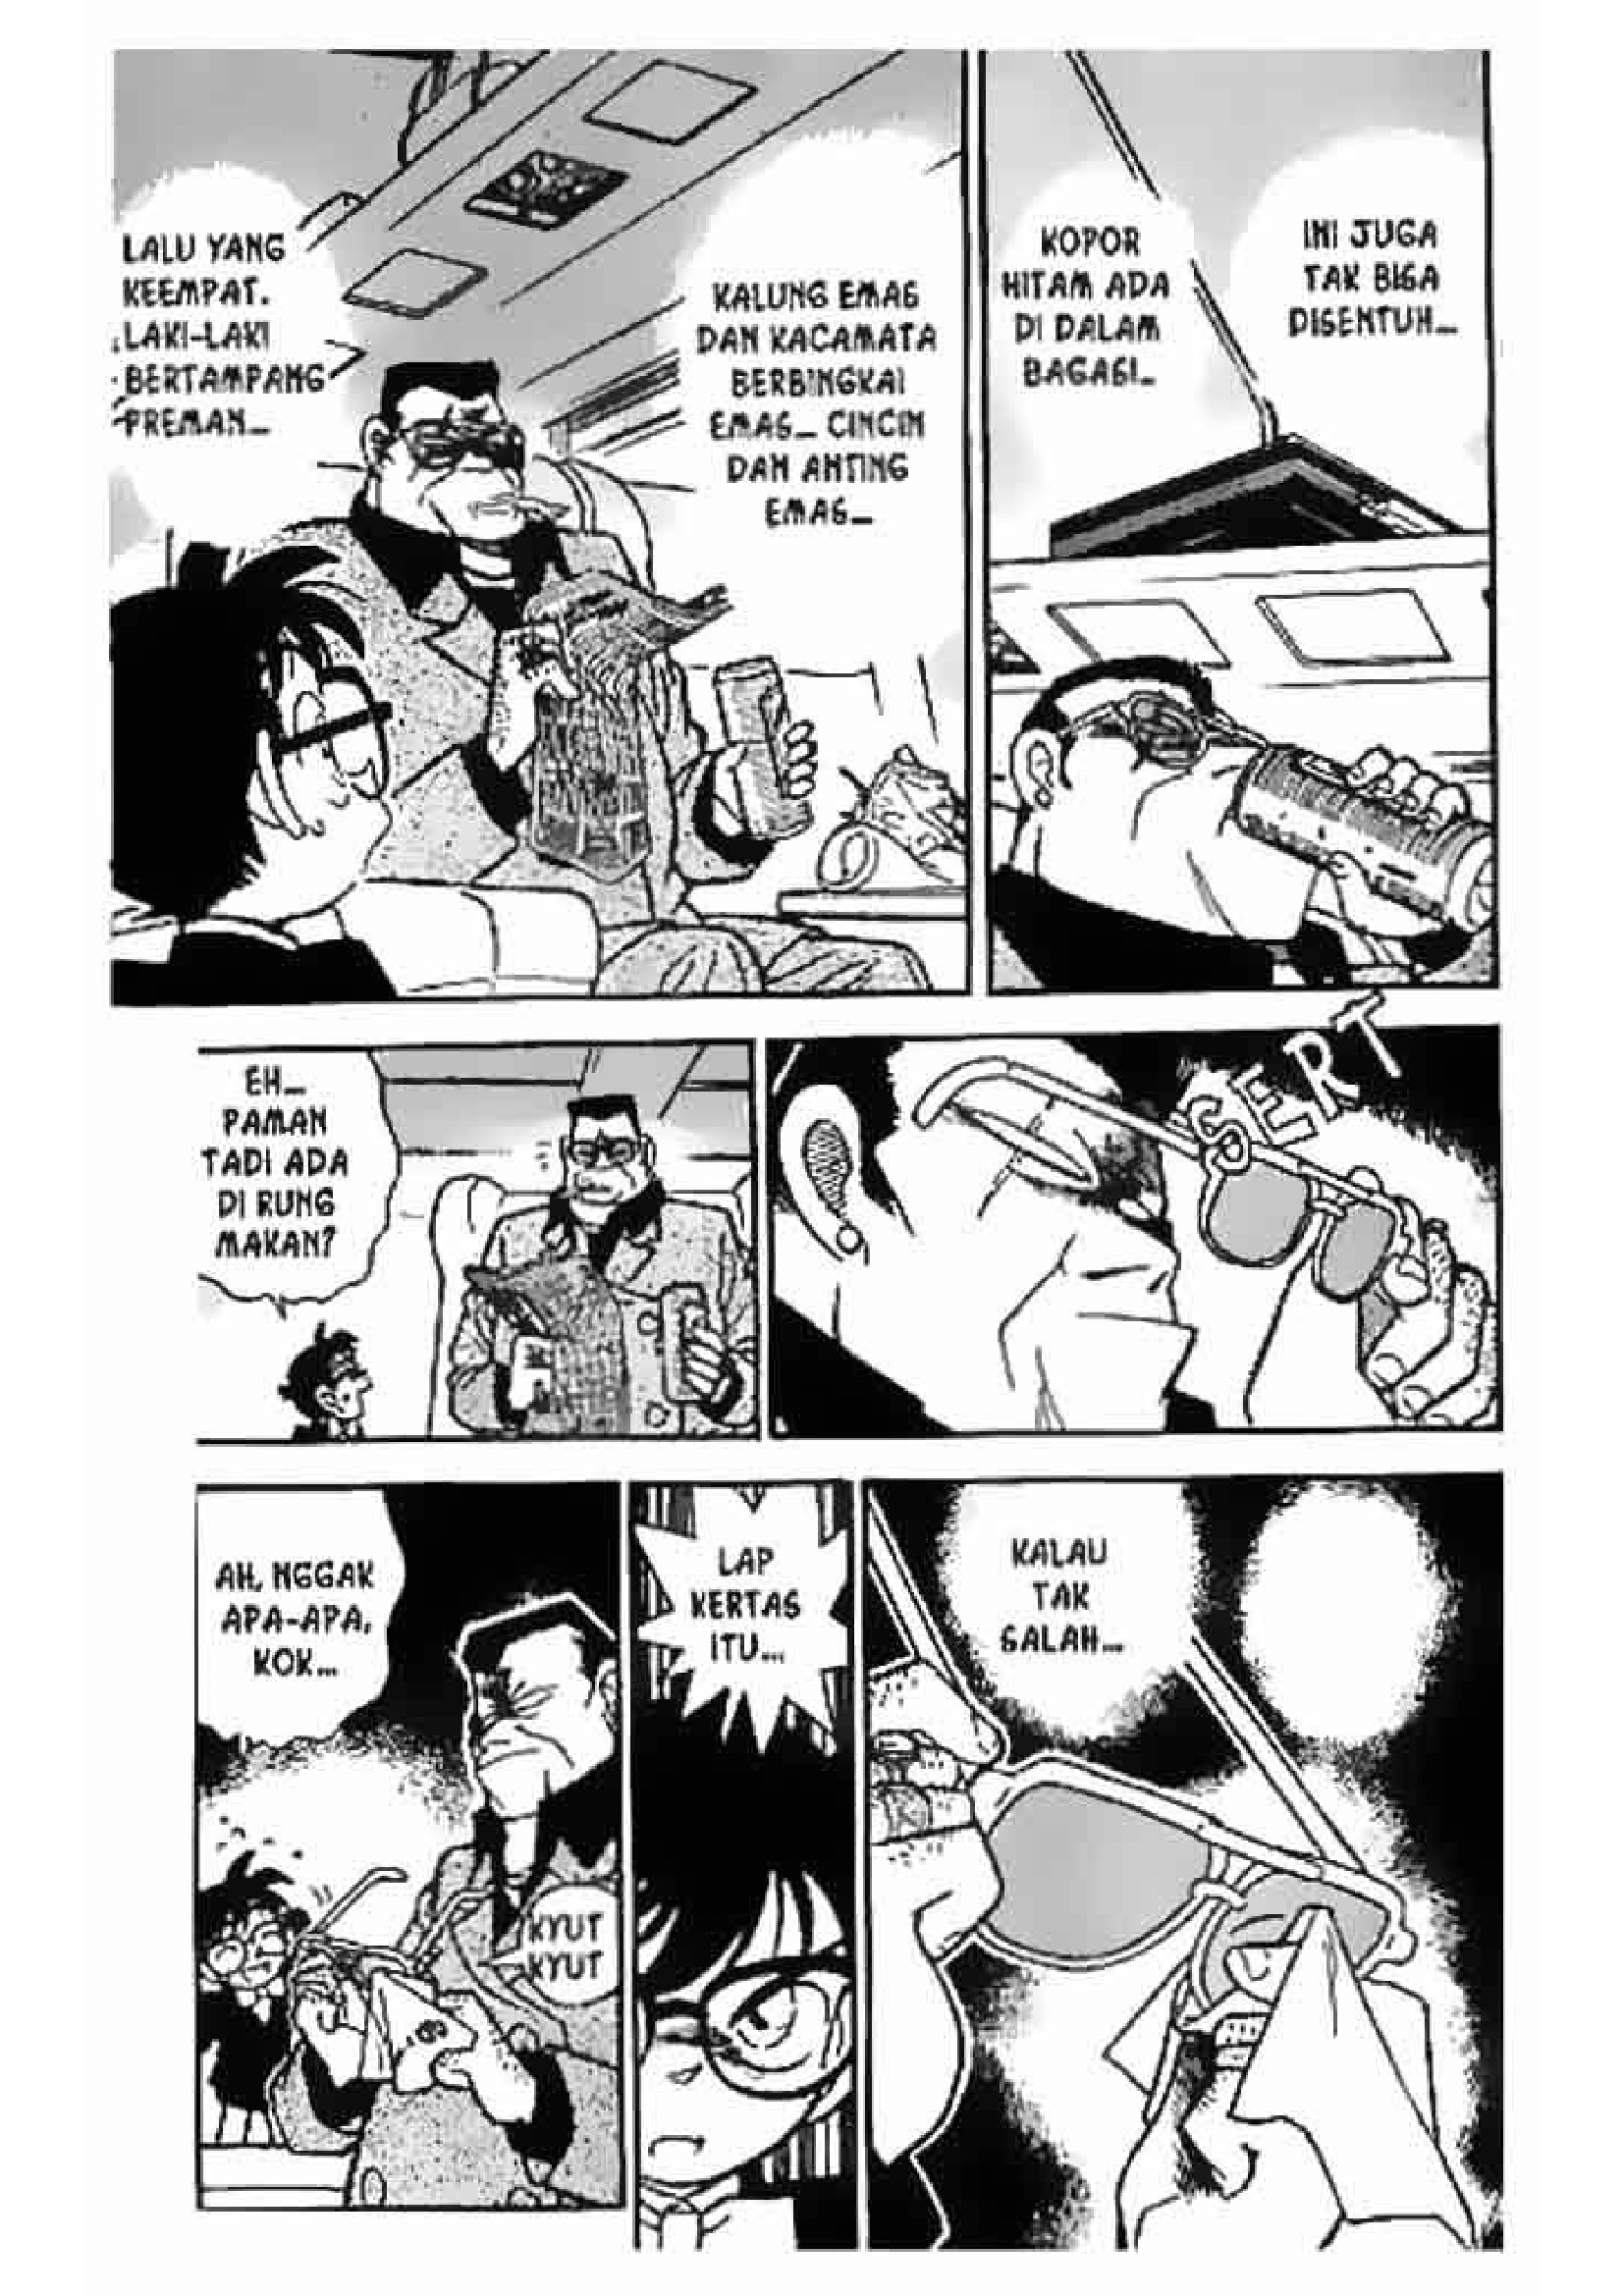 LALU YANG
KEEMPAT.
LAKI-LAKI
BERTAMPANG
PREMAN...
KALUNG EMAS
DAN KACAMATA
BERBINGKAI
EMAS... CINCIN
DAN ANTING
EMAS...
KOPOR
HITAM ADA
DI DALAM
BAGASI...
INI JUGA
TAK BISA
DISENTUH...
EH...
PAMAN
TADI ADA
DI RUNG
MAKAN?
SERT
AH, NGGAK
APA-APA,
KOK...
KYUT
KYUT
LAP
KERTAS
ITU...
KALAU
TAK
SALAH...